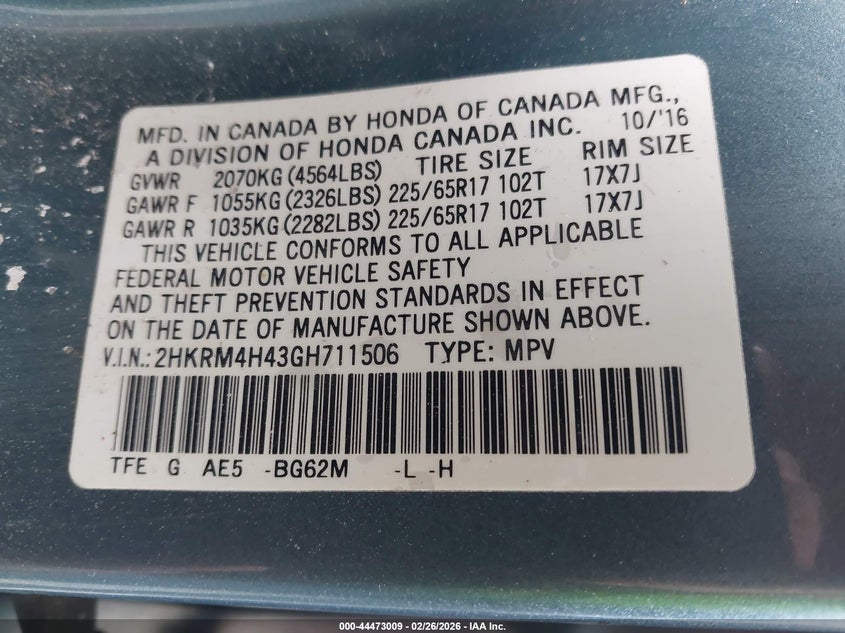 MFD. IN CANADA BY HONDA OF CANADA MFG.,
A DIVISION OF HONDA CANADA INC. 10/'16
GVWR 2070KG (4564LBS) TIRE SIZE RIM SIZE
GAWR F 1055KG (2326LBS) 225/65R17 102T 17X7J
GAWR R 1035KG (2282LBS) 225/65R17 102T 17X7J
THIS VEHICLE CONFORMS TO ALL APPLICABLE
FEDERAL MOTOR VEHICLE SAFETY
AND THEFT PREVENTION STANDARDS IN EFFECT
ON THE DATE OF MANUFACTURE SHOWN ABOVE.
V.I.N.: 2HKRM4H43GH711506 TYPE: MPV
TFE G AE5 -BG62M -L -H
000-44473009 - 02/26/2026 - IAA Inc.